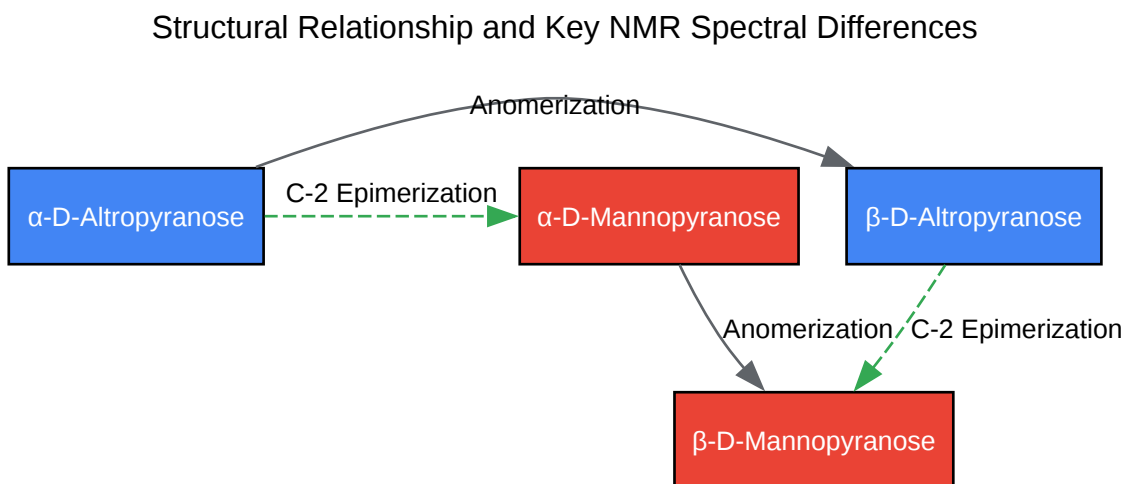 Structural Relationship and Key NMR Spectral Differences
Anomerization
α-D-Altropyranose
C-2 Epimerization
α-D-Mannopyranose
β-D-Altropyranose
Anomerization
C-2 Epimerization
β-D-Mannopyranose